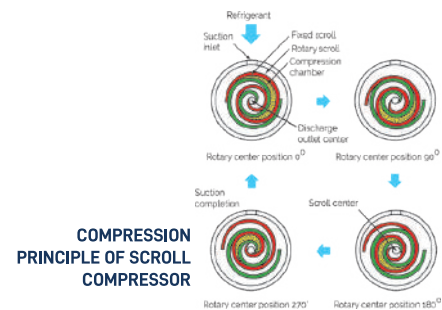 Refrigerant
Suction
inlet
Fixed scroll
Rotary scroll
Compression
chamber
Discharge
outlet center
Rotary center position 0°
Rotary center position 90°
Suction
completion
Scroll center
COMPRESSION
PRINCIPLE OF SCROLL
COMPRESSOR
Rotary center position 270°
Rotary center position 180°